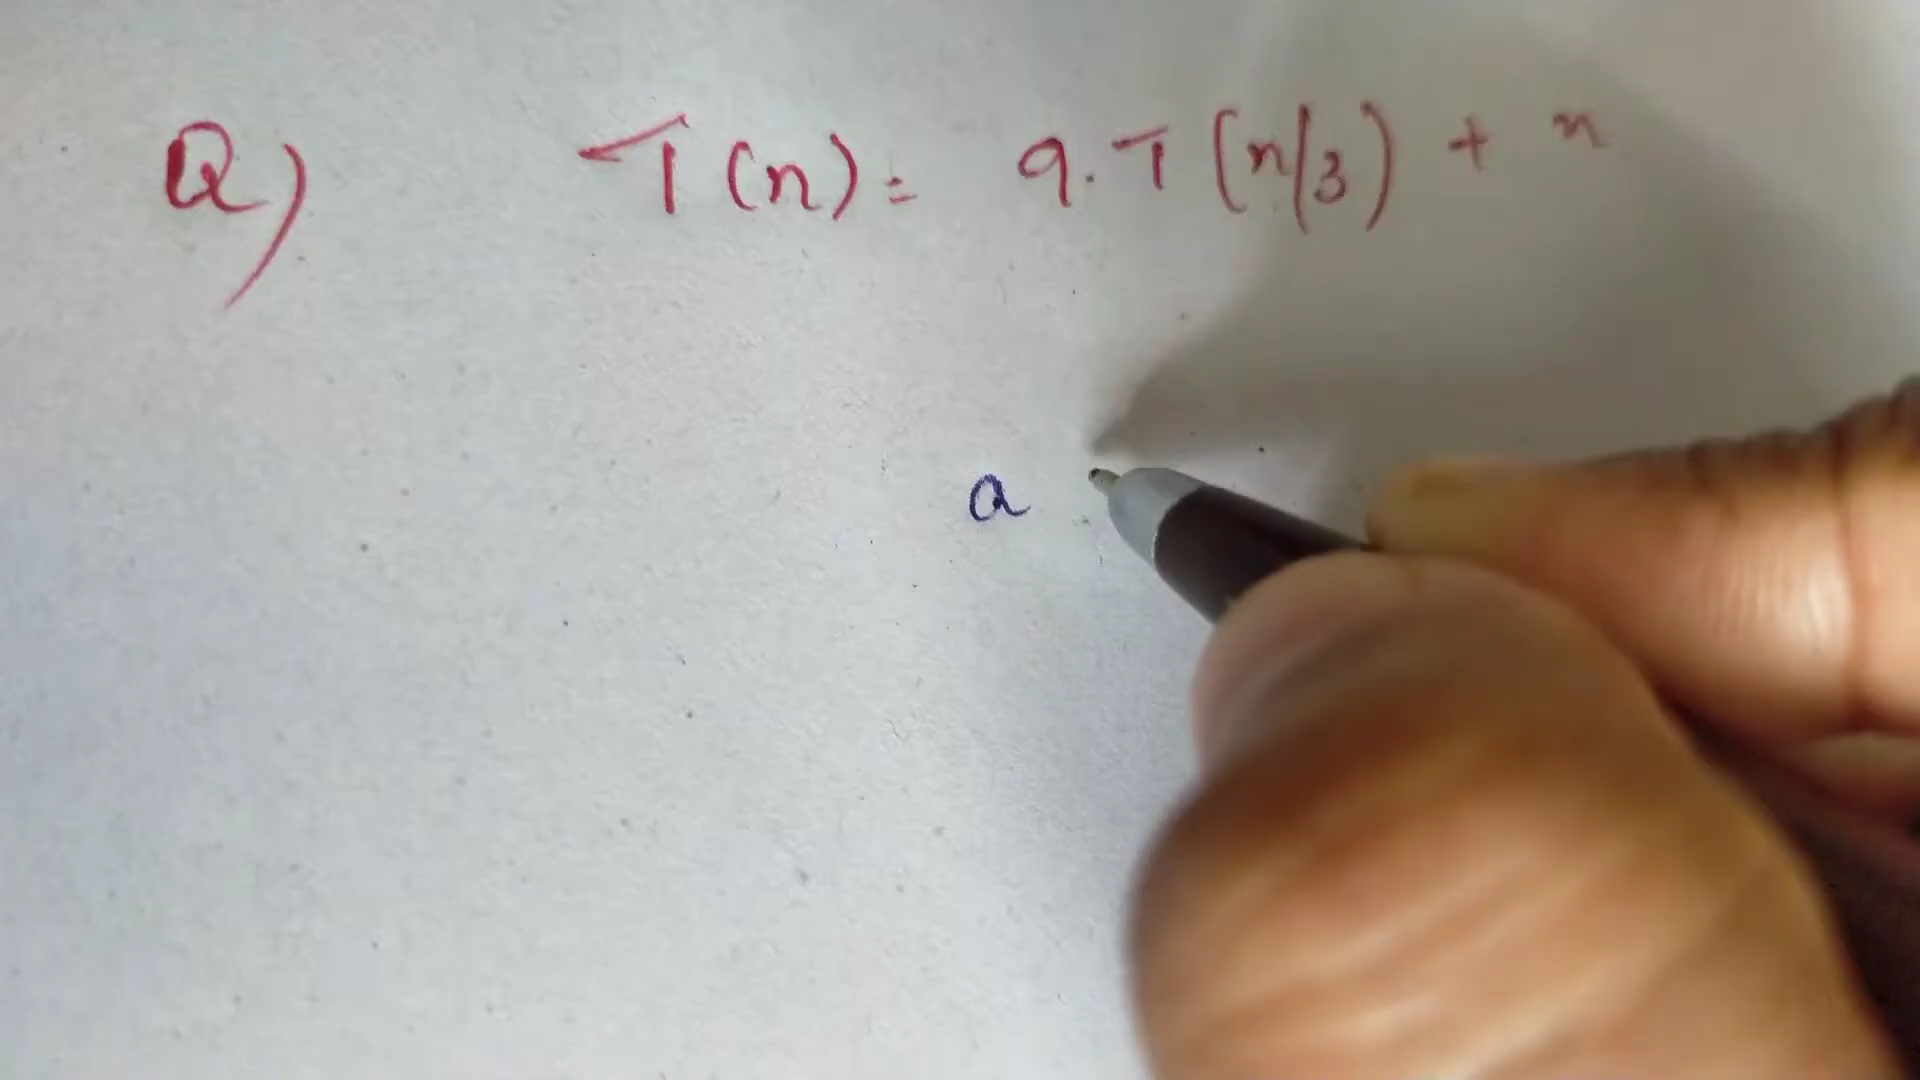 Q) T(n) = 9.T(n/3) + n
a